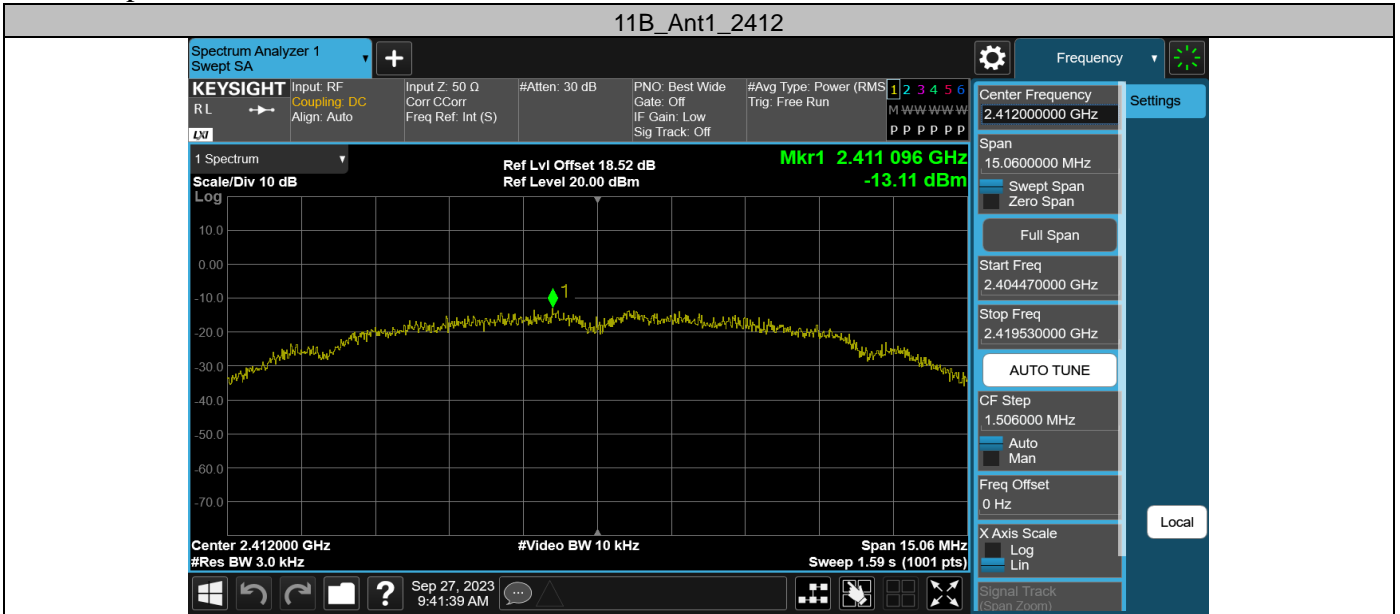 11B_Ant1_2412
Spectrum Analyzer 1
Swept SA
+
Frequency
KEYSIGHT
RL
LXI
Input: RF
Coupling: DC
Align: Auto
Input Z: 50 Ω
Corr CCorr
Freq Ref: Int (S)
#Atten: 30 dB
PNO: Best Wide
Gate: Off
IF Gain: Low
Sig Track: Off
#Avg Type: Power (RMS
Trig: Free Run
1 2 3 4 5 6
M W W W W W
P P P P P P
1 Spectrum
Scale/Div 10 dB
Log
Ref Lvl Offset 18.52 dB
Ref Level 20.00 dBm
Mkr1 2.411 096 GHz
-13.11 dBm
10.0
0.00
-10.0
-20.0
-30.0
-40.0
-50.0
-60.0
-70.0
1
Center 2.412000 GHz
#Res BW 3.0 kHz
#Video BW 10 kHz
Span 15.06 MHz
Sweep 1.59 s (1001 pts)
?
Sep 27, 2023
9:41:39 AM
Center Frequency
2.412000000 GHz
Span
15.0600000 MHz
Swept Span
Zero Span
Full Span
Start Freq
2.404470000 GHz
Stop Freq
2.419530000 GHz
AUTO TUNE
CF Step
1.506000 MHz
Auto
Man
Freq Offset
0 Hz
X Axis Scale
Log
Lin
Signal Track
(Span Zoom)
Settings
Local